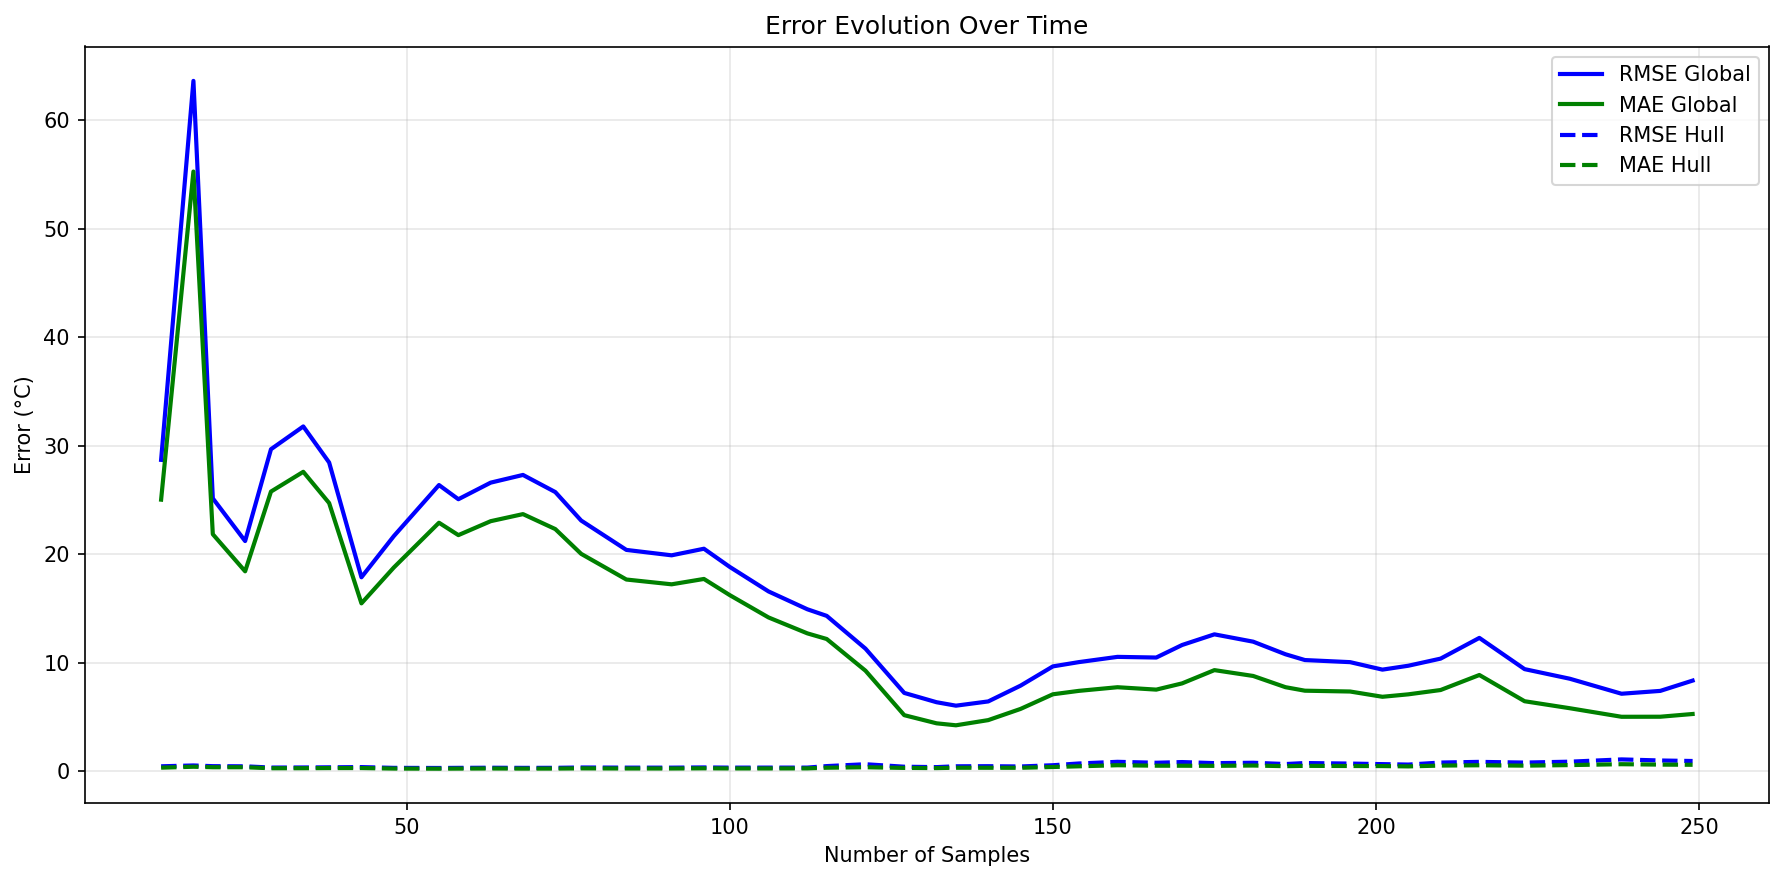 Error Evolution Over Time
RMSE Global
MAE Global
RMSE Hull
MAE Hull
Error (°C)
60
50
40
30
20
10
0
50
100
150
200
250
Number of Samples